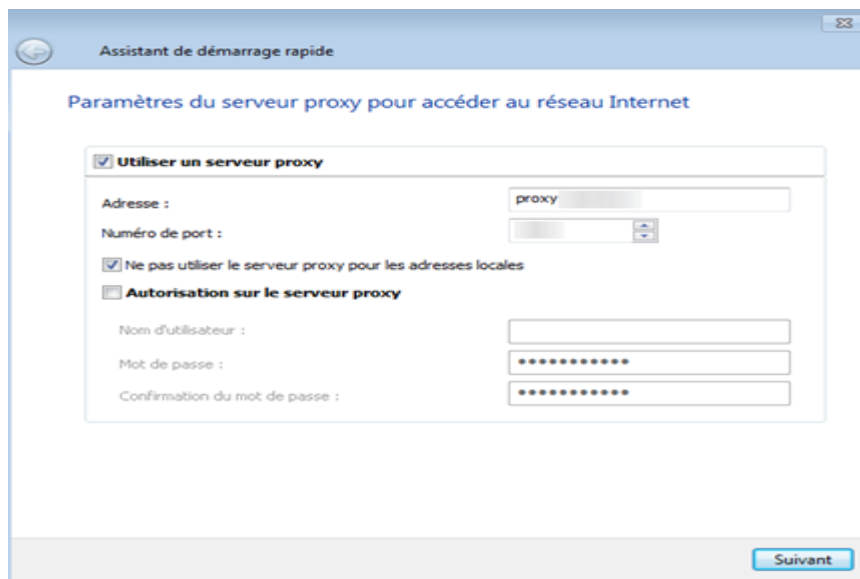 Assistant de démarrage rapide
Paramètres du serveur proxy pour accéder au réseau Internet
Utiliser un serveur proxy
Adresse : proxy
Numéro de port :
Ne pas utiliser le serveur proxy pour les adresses locales
Autorisation sur le serveur proxy
Nom d'utilisateur :
Mot de passe : •••••••••••
Confirmation du mot de passe : •••••••••••
Suivant